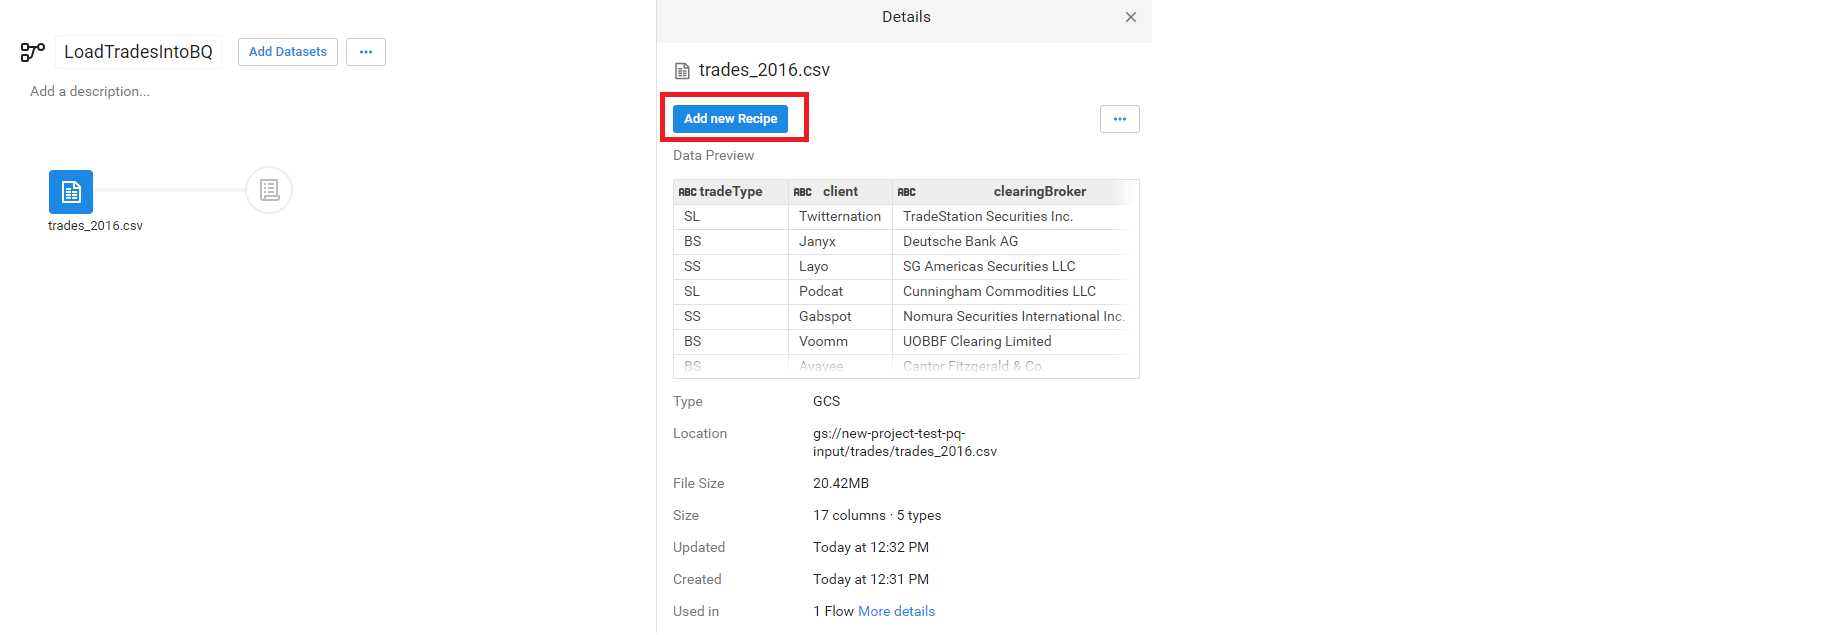 LoadTradesIntoBQ
Add Datasets
...
Add a description...
trades_2016.csv
Details
trades_2016.csv
Add new Recipe
...
Data Preview
ABC tradeType ABC client ABC clearingBroker
SL Twitternation TradeStation Securities Inc.
BS Janyx Deutsche Bank AG
SS Layo SG Americas Securities LLC
SL Podcat Cunningham Commodities LLC
SS Gabspot Nomura Securities International Inc.
BS Voomm UOBBF Clearing Limited
BS Avavee Cantor Fitzgerald & Co.
Type GCS
Location gs://new-project-test-pq-
input/trades/trades_2016.csv
File Size 20.42MB
Size 17 columns · 5 types
Updated Today at 12:32 PM
Created Today at 12:31 PM
Used in 1 Flow More details